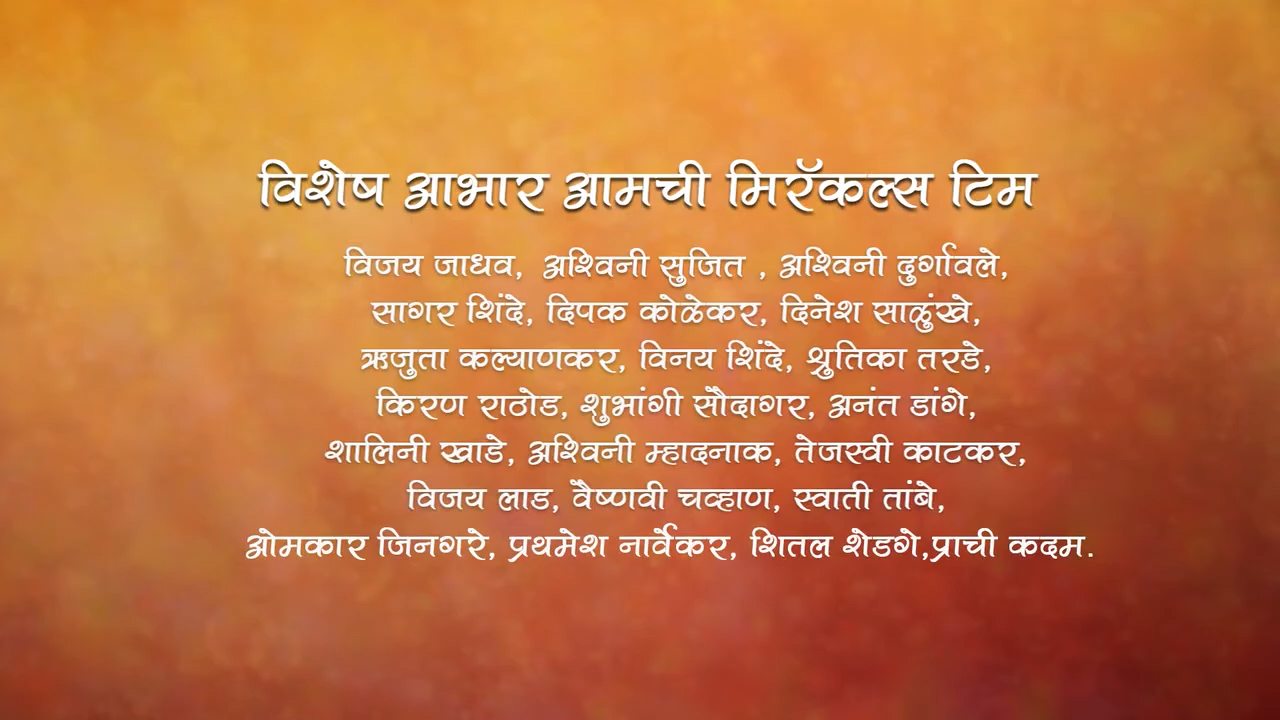 विशेष आभार आमची मिरॅकल्स टिम
विजय जाधव, अश्विनी सुजित , अश्विनी दुर्गावले,
सागर शिंदे, दिपक कोळेकर, दिनेश साळुंखे,
ऋजुता कल्याणकर, विनय शिंदे, श्रुतिका तरडे,
किरण राठोड, शुभांगी सौदागर, अनंत डांगे,
शालिनी खाडे, अश्विनी म्हादनाक, तेजस्वी काटकर,
विजय लाड, वैष्णवी चव्हाण, स्वाती तांबे,
ओमकार जिनगरे, प्रथमेश नार्वेकर, शितल शेडगे,प्राची कदम.